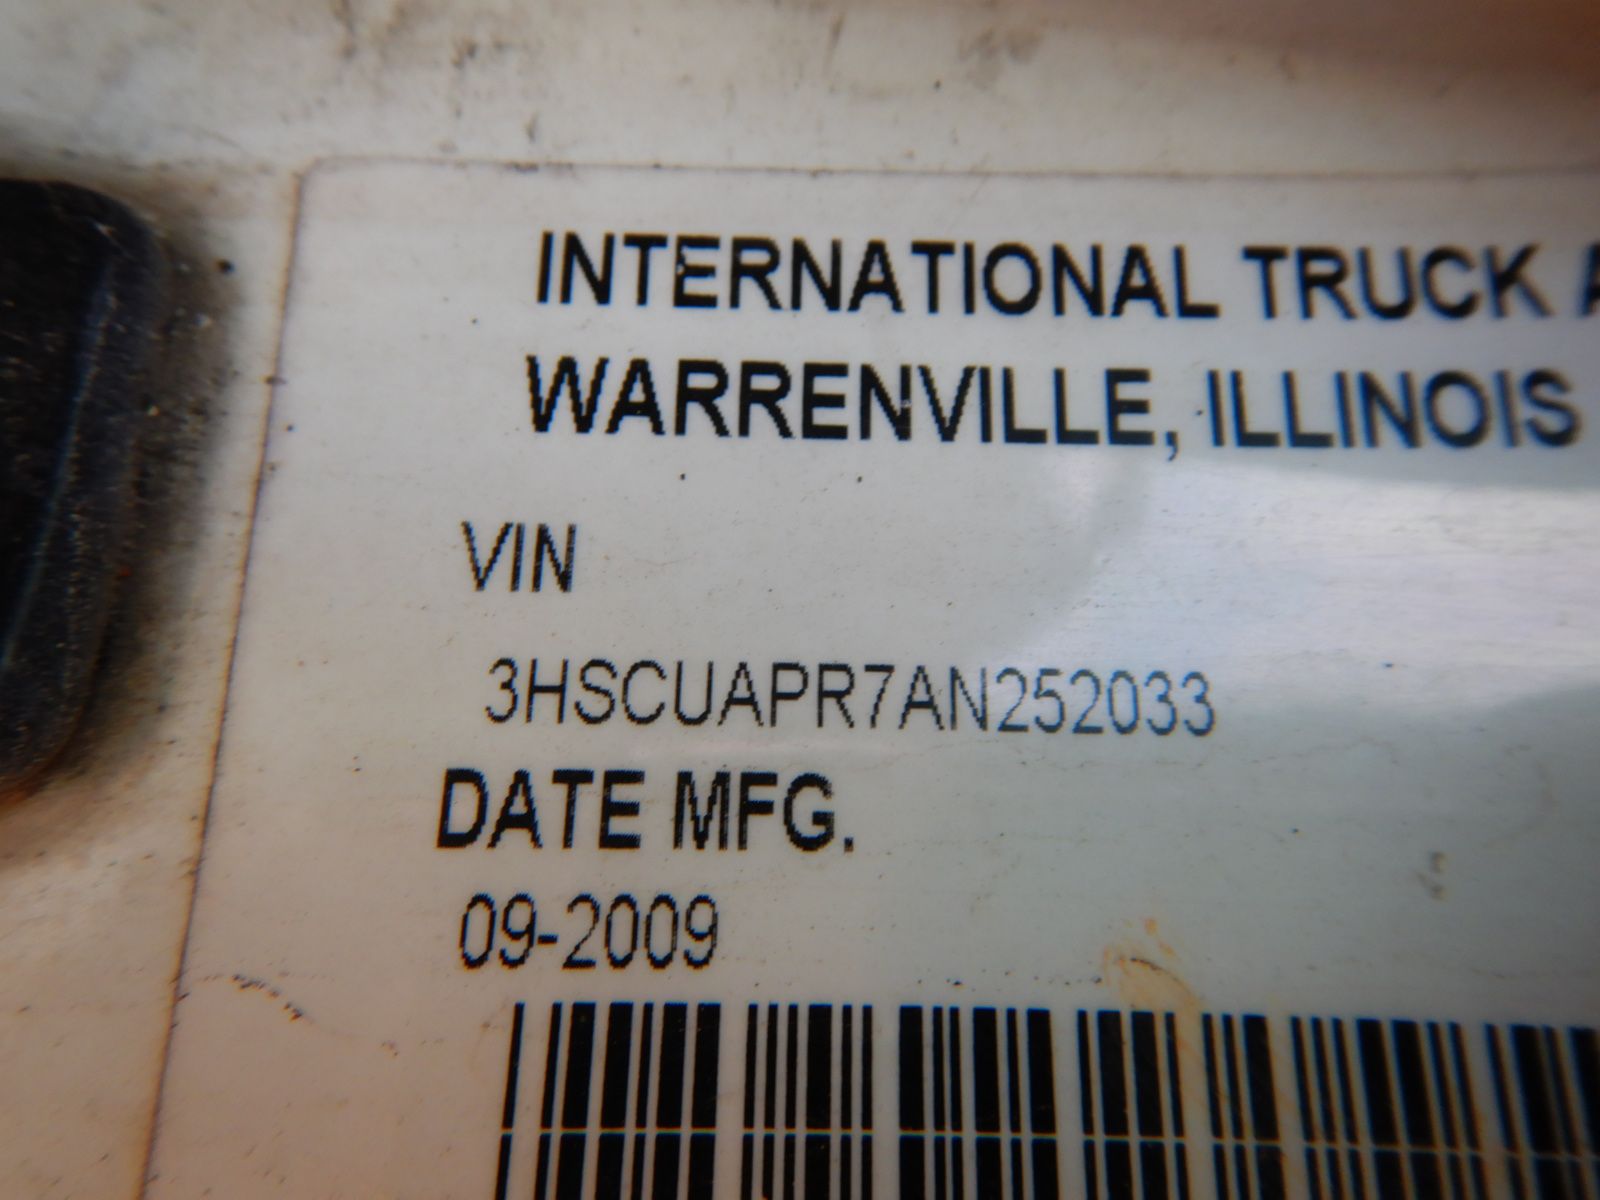 INTERNATIONAL TRUCK
WARRENVILLE, ILLINOIS
VIN
3HSCUAPR7AN252033
DATE MFG.
09-2009